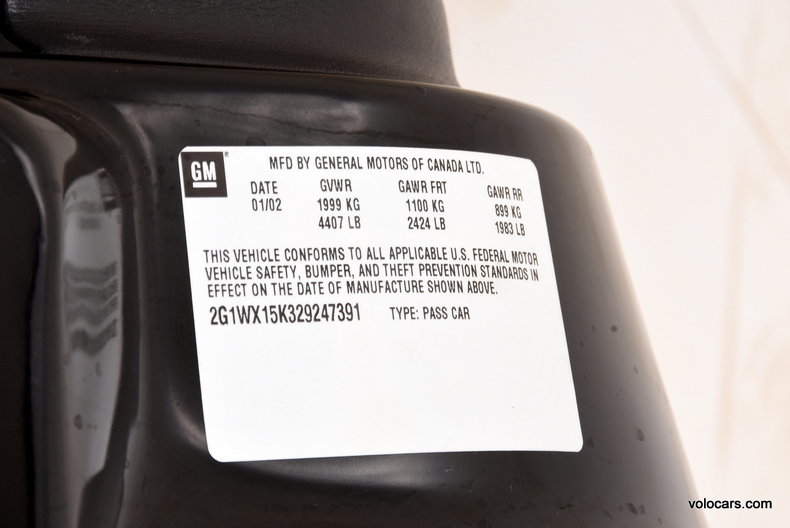 GM ®
MFD BY GENERAL MOTORS OF CANADA LTD.
DATE GVWR GAWR FRT GAWR RR
01/02 1999 KG 1100 KG 899 KG
4407 LB 2424 LB 1983 LB
THIS VEHICLE CONFORMS TO ALL APPLICABLE U.S. FEDERAL MOTOR
VEHICLE SAFETY, BUMPER, AND THEFT PREVENTION STANDARDS IN
EFFECT ON THE DATE OF MANUFACTURE SHOWN ABOVE.
2G1WX15K329247391 TYPE: PASS CAR
volocars.com